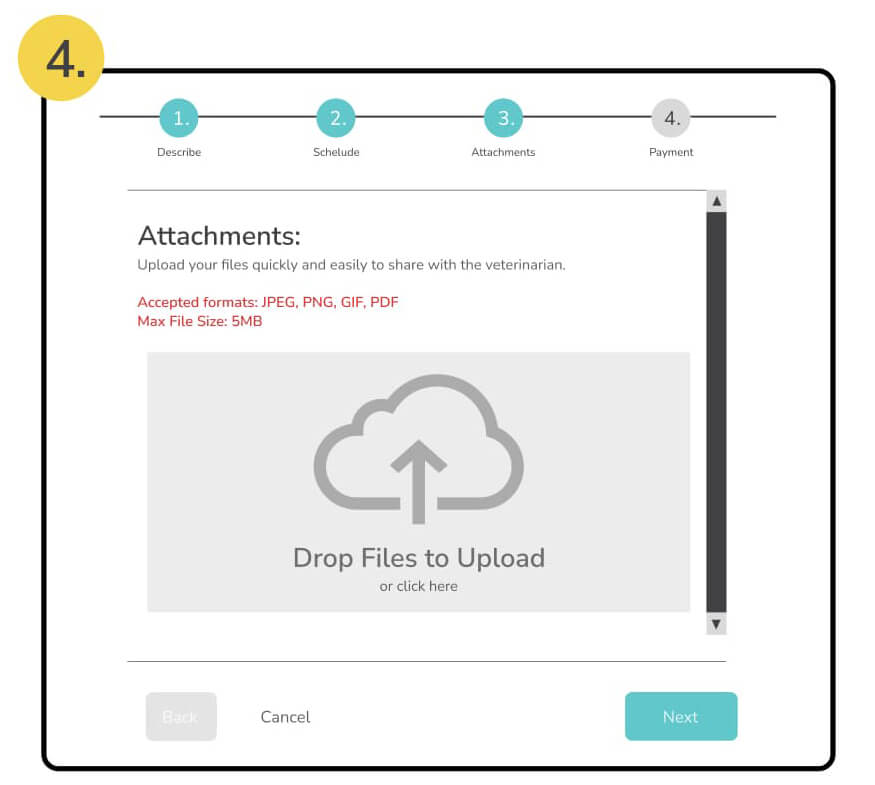 4.
1. 2. 3. 4.
Describe Schelude Attachments Payment
Attachments:
Upload your files quickly and easily to share with the veterinarian.
Accepted formats: JPEG, PNG, GIF, PDF
Max File Size: 5MB
Drop Files to Upload
or click here
Back Cancel Next